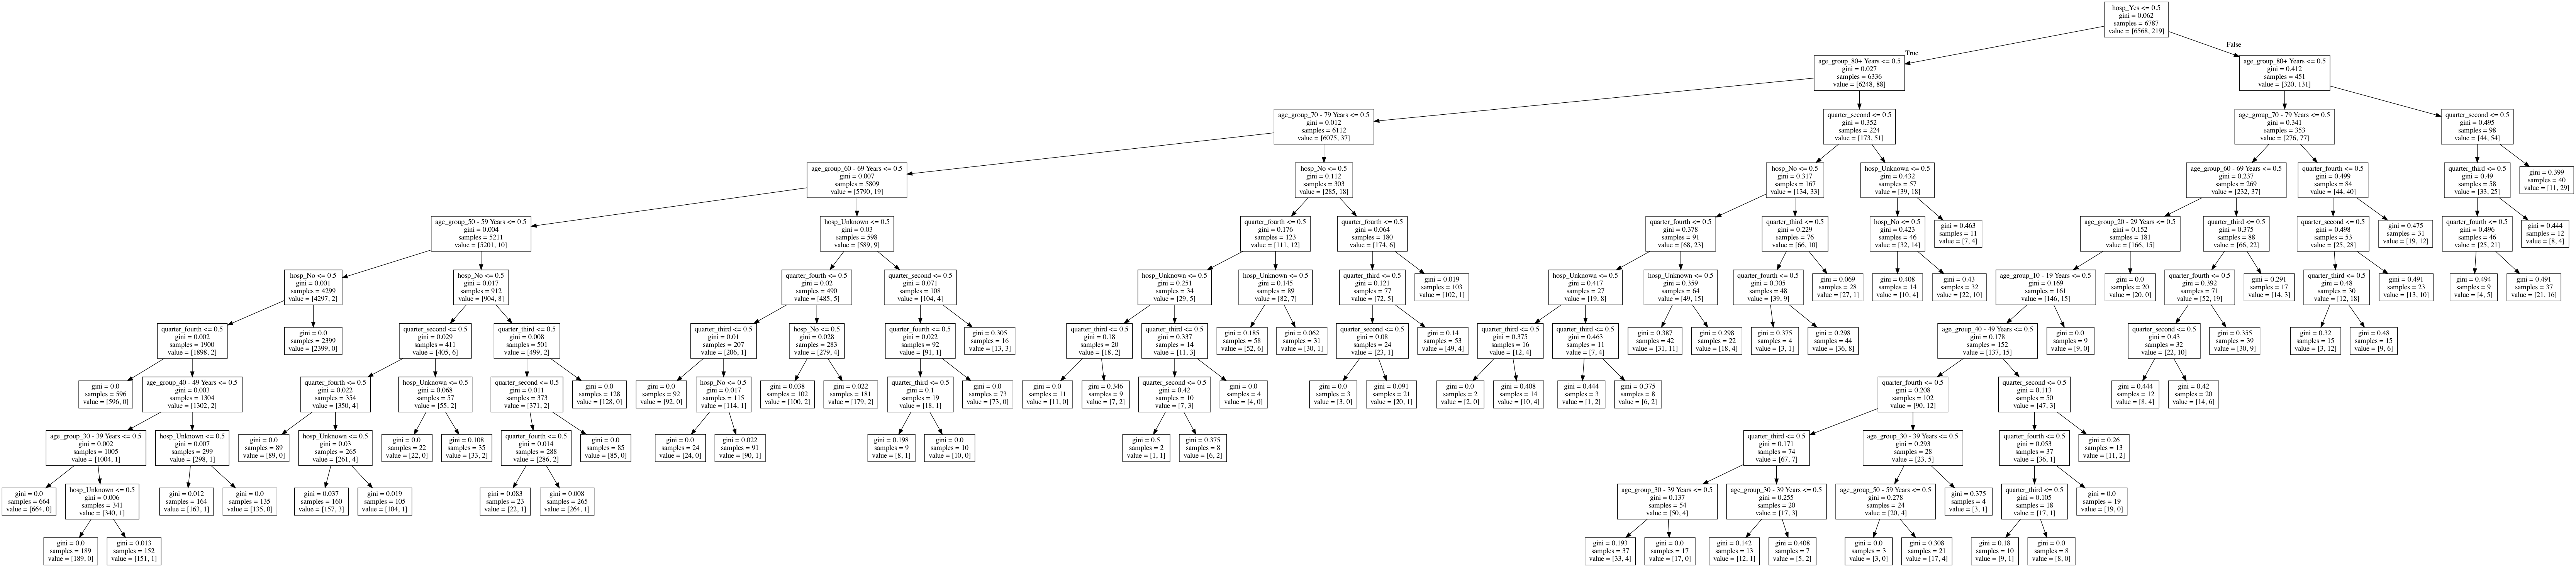 hosp_Yes <= 0.5
gini = 0.062
samples = 6787
value = [6568, 219]
True
False
age_group_80+ Years <= 0.5
gini = 0.027
samples = 6336
value = [6248, 88]
age_group_80+ Years <= 0.5
gini = 0.412
samples = 451
value = [320, 131]
age_group_70 - 79 Years <= 0.5
gini = 0.012
samples = 6112
value = [6075, 37]
quarter_second <= 0.5
gini = 0.352
samples = 224
value = [173, 51]
age_group_70 - 79 Years <= 0.5
gini = 0.341
samples = 353
value = [276, 77]
quarter_second <= 0.5
gini = 0.495
samples = 98
value = [44, 54]
age_group_60 - 69 Years <= 0.5
gini = 0.007
samples = 5809
value = [5790, 19]
hosp_No <= 0.5
gini = 0.112
samples = 303
value = [285, 18]
hosp_No <= 0.5
gini = 0.317
samples = 167
value = [134, 33]
hosp_Unknown <= 0.5
gini = 0.432
samples = 57
value = [39, 18]
age_group_60 - 69 Years <= 0.5
gini = 0.237
samples = 269
value = [232, 37]
quarter_fourth <= 0.5
gini = 0.499
samples = 84
value = [44, 40]
quarter_third <= 0.5
gini = 0.49
samples = 58
value = [33, 25]
gini = 0.399
samples = 40
value = [11, 29]
age_group_50 - 59 Years <= 0.5
gini = 0.004
samples = 5211
value = [5201, 10]
hosp_Unknown <= 0.5
gini = 0.03
samples = 598
value = [589, 9]
quarter_fourth <= 0.5
gini = 0.176
samples = 123
value = [111, 12]
quarter_fourth <= 0.5
gini = 0.064
samples = 180
value = [174, 6]
quarter_fourth <= 0.5
gini = 0.378
samples = 91
value = [68, 23]
quarter_third <= 0.5
gini = 0.229
samples = 76
value = [66, 10]
hosp_No <= 0.5
gini = 0.423
samples = 46
value = [32, 14]
gini = 0.463
samples = 11
value = [7, 4]
age_group_20 - 29 Years <= 0.5
gini = 0.152
samples = 181
value = [166, 15]
quarter_third <= 0.5
gini = 0.375
samples = 88
value = [66, 22]
quarter_second <= 0.5
gini = 0.498
samples = 53
value = [25, 28]
gini = 0.475
samples = 31
value = [19, 12]
quarter_fourth <= 0.5
gini = 0.496
samples = 46
value = [25, 21]
gini = 0.444
samples = 12
value = [8, 4]
hosp_No <= 0.5
gini = 0.001
samples = 4299
value = [4297, 2]
hosp_No <= 0.5
gini = 0.017
samples = 912
value = [904, 8]
quarter_fourth <= 0.5
gini = 0.02
samples = 490
value = [485, 5]
quarter_second <= 0.5
gini = 0.071
samples = 108
value = [104, 4]
hosp_Unknown <= 0.5
gini = 0.251
samples = 34
value = [29, 5]
hosp_Unknown <= 0.5
gini = 0.145
samples = 89
value = [82, 7]
quarter_third <= 0.5
gini = 0.121
samples = 77
value = [72, 5]
gini = 0.019
samples = 103
value = [102, 1]
hosp_Unknown <= 0.5
gini = 0.417
samples = 27
value = [19, 8]
hosp_Unknown <= 0.5
gini = 0.359
samples = 64
value = [49, 15]
quarter_fourth <= 0.5
gini = 0.305
samples = 48
value = [39, 9]
gini = 0.069
samples = 28
value = [27, 1]
gini = 0.408
samples = 14
value = [10, 4]
gini = 0.43
samples = 32
value = [22, 10]
age_group_10 - 19 Years <= 0.5
gini = 0.169
samples = 161
value = [146, 15]
gini = 0.0
samples = 20
value = [20, 0]
quarter_fourth <= 0.5
gini = 0.392
samples = 71
value = [52, 19]
gini = 0.291
samples = 17
value = [14, 3]
quarter_third <= 0.5
gini = 0.48
samples = 30
value = [12, 18]
gini = 0.491
samples = 23
value = [13, 10]
gini = 0.494
samples = 9
value = [4, 5]
gini = 0.491
samples = 37
value = [21, 16]
quarter_fourth <= 0.5
gini = 0.002
samples = 1900
value = [1898, 2]
gini = 0.0
samples = 2399
value = [2399, 0]
quarter_second <= 0.5
gini = 0.029
samples = 411
value = [405, 6]
quarter_third <= 0.5
gini = 0.008
samples = 501
value = [499, 2]
quarter_third <= 0.5
gini = 0.01
samples = 207
value = [206, 1]
hosp_No <= 0.5
gini = 0.028
samples = 283
value = [279, 4]
quarter_fourth <= 0.5
gini = 0.022
samples = 92
value = [91, 1]
gini = 0.305
samples = 16
value = [13, 3]
quarter_third <= 0.5
gini = 0.18
samples = 20
value = [18, 2]
quarter_third <= 0.5
gini = 0.337
samples = 14
value = [11, 3]
gini = 0.185
samples = 58
value = [52, 6]
gini = 0.062
samples = 31
value = [30, 1]
quarter_second <= 0.5
gini = 0.08
samples = 24
value = [23, 1]
gini = 0.14
samples = 53
value = [49, 4]
quarter_third <= 0.5
gini = 0.375
samples = 16
value = [12, 4]
quarter_third <= 0.5
gini = 0.463
samples = 11
value = [7, 4]
gini = 0.387
samples = 42
value = [31, 11]
gini = 0.298
samples = 22
value = [18, 4]
gini = 0.375
samples = 4
value = [3, 1]
gini = 0.298
samples = 44
value = [36, 8]
age_group_40 - 49 Years <= 0.5
gini = 0.178
samples = 152
value = [137, 15]
gini = 0.0
samples = 9
value = [9, 0]
quarter_second <= 0.5
gini = 0.43
samples = 32
value = [22, 10]
gini = 0.355
samples = 39
value = [30, 9]
gini = 0.32
samples = 15
value = [3, 12]
gini = 0.48
samples = 15
value = [9, 6]
gini = 0.0
samples = 596
value = [596, 0]
age_group_40 - 49 Years <= 0.5
gini = 0.003
samples = 1304
value = [1302, 2]
quarter_fourth <= 0.5
gini = 0.022
samples = 354
value = [350, 4]
hosp_Unknown <= 0.5
gini = 0.068
samples = 57
value = [55, 2]
quarter_second <= 0.5
gini = 0.011
samples = 373
value = [371, 2]
gini = 0.0
samples = 128
value = [128, 0]
gini = 0.0
samples = 92
value = [92, 0]
hosp_No <= 0.5
gini = 0.017
samples = 115
value = [114, 1]
gini = 0.038
samples = 102
value = [100, 2]
gini = 0.022
samples = 181
value = [179, 2]
quarter_third <= 0.5
gini = 0.1
samples = 19
value = [18, 1]
gini = 0.0
samples = 73
value = [73, 0]
gini = 0.0
samples = 11
value = [11, 0]
gini = 0.346
samples = 9
value = [7, 2]
quarter_second <= 0.5
gini = 0.42
samples = 10
value = [7, 3]
gini = 0.0
samples = 4
value = [4, 0]
gini = 0.0
samples = 3
value = [3, 0]
gini = 0.091
samples = 21
value = [20, 1]
gini = 0.0
samples = 2
value = [2, 0]
gini = 0.408
samples = 14
value = [10, 4]
gini = 0.444
samples = 3
value = [1, 2]
gini = 0.375
samples = 8
value = [6, 2]
quarter_fourth <= 0.5
gini = 0.208
samples = 102
value = [90, 12]
quarter_second <= 0.5
gini = 0.113
samples = 50
value = [47, 3]
gini = 0.444
samples = 12
value = [8, 4]
gini = 0.42
samples = 20
value = [14, 6]
age_group_30 - 39 Years <= 0.5
gini = 0.002
samples = 1005
value = [1004, 1]
hosp_Unknown <= 0.5
gini = 0.007
samples = 299
value = [298, 1]
gini = 0.0
samples = 89
value = [89, 0]
hosp_Unknown <= 0.5
gini = 0.03
samples = 265
value = [261, 4]
gini = 0.0
samples = 22
value = [22, 0]
gini = 0.108
samples = 35
value = [33, 2]
quarter_fourth <= 0.5
gini = 0.014
samples = 288
value = [286, 2]
gini = 0.0
samples = 85
value = [85, 0]
gini = 0.0
samples = 24
value = [24, 0]
gini = 0.022
samples = 91
value = [90, 1]
gini = 0.198
samples = 9
value = [8, 1]
gini = 0.0
samples = 10
value = [10, 0]
gini = 0.5
samples = 2
value = [1, 1]
gini = 0.375
samples = 8
value = [6, 2]
quarter_third <= 0.5
gini = 0.171
samples = 74
value = [67, 7]
age_group_30 - 39 Years <= 0.5
gini = 0.293
samples = 28
value = [23, 5]
quarter_fourth <= 0.5
gini = 0.053
samples = 37
value = [36, 1]
gini = 0.26
samples = 13
value = [11, 2]
gini = 0.0
samples = 664
value = [664, 0]
hosp_Unknown <= 0.5
gini = 0.006
samples = 341
value = [340, 1]
gini = 0.012
samples = 164
value = [163, 1]
gini = 0.0
samples = 135
value = [135, 0]
gini = 0.037
samples = 160
value = [157, 3]
gini = 0.019
samples = 105
value = [104, 1]
gini = 0.083
samples = 23
value = [22, 1]
gini = 0.008
samples = 265
value = [264, 1]
age_group_30 - 39 Years <= 0.5
gini = 0.137
samples = 54
value = [50, 4]
age_group_30 - 39 Years <= 0.5
gini = 0.255
samples = 20
value = [17, 3]
age_group_50 - 59 Years <= 0.5
gini = 0.278
samples = 24
value = [20, 4]
gini = 0.375
samples = 4
value = [3, 1]
quarter_third <= 0.5
gini = 0.105
samples = 18
value = [17, 1]
gini = 0.0
samples = 19
value = [19, 0]
gini = 0.0
samples = 189
value = [189, 0]
gini = 0.013
samples = 152
value = [151, 1]
gini = 0.193
samples = 37
value = [33, 4]
gini = 0.0
samples = 17
value = [17, 0]
gini = 0.142
samples = 13
value = [12, 1]
gini = 0.408
samples = 7
value = [5, 2]
gini = 0.0
samples = 3
value = [3, 0]
gini = 0.308
samples = 21
value = [17, 4]
gini = 0.18
samples = 10
value = [9, 1]
gini = 0.0
samples = 8
value = [8, 0]